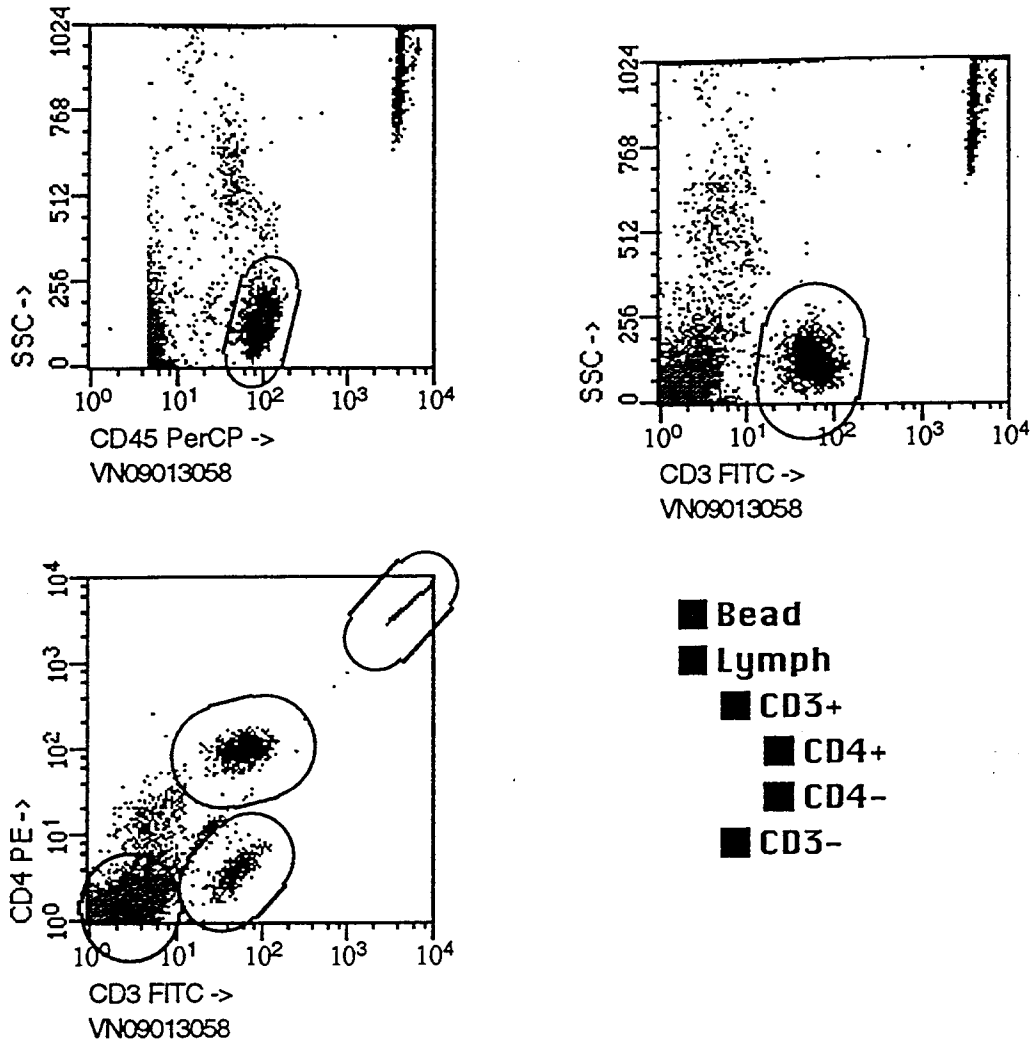 1024
768
512
256
0
SSC->
10⁰ 10¹ 10² 10³ 10⁴
CD45 PerCP ->
VN09013058
1024
768
512
256
0
SSC->
10⁰ 10¹ 10² 10³ 10⁴
CD3 FITC ->
VN09013058
10⁴
10³
10²
10¹
10⁰
CD4 PE->
10⁰ 10¹ 10² 10³ 10⁴
CD3 FITC ->
VN09013058
Bead
Lymph
CD3+
CD4+
CD4-
CD3-